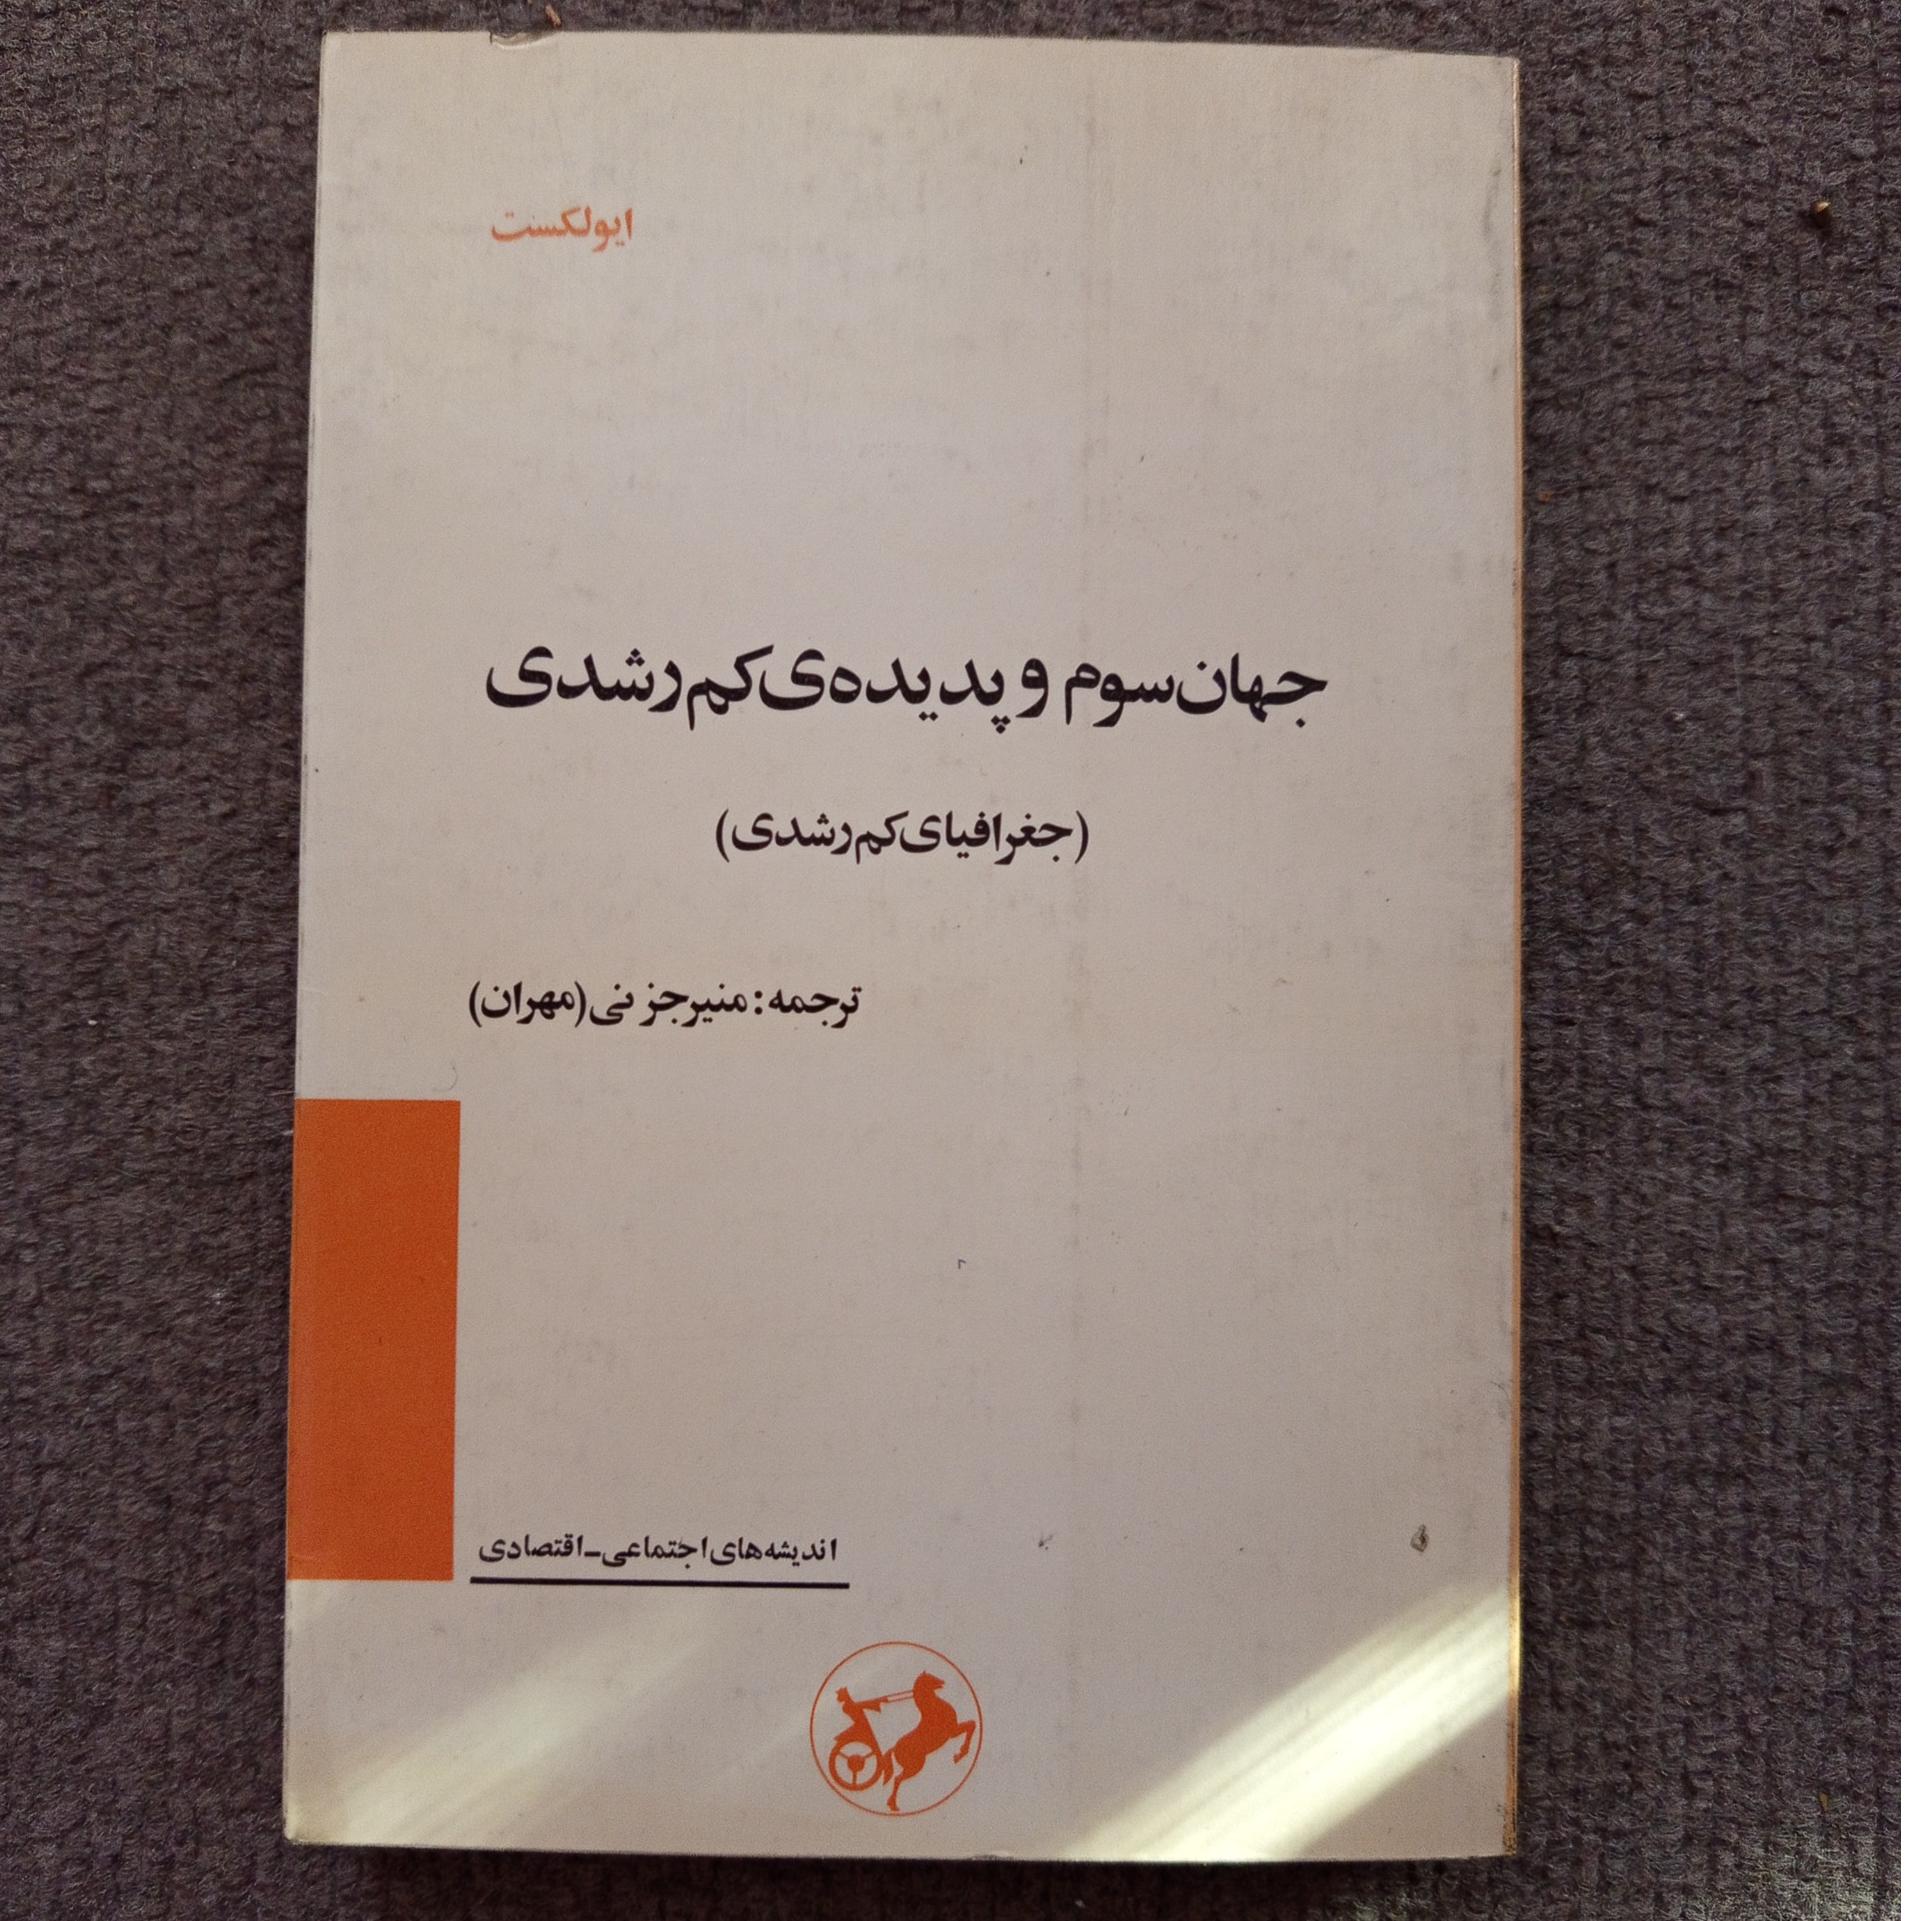 ایولکست
جهان‌سوم و پدیده‌ی کم‌رشدی
(جغرافیای کم‌رشدی)
ترجمه: منیر جزنی (مهران)
اندیشه‌های اجتماعی-اقتصادی